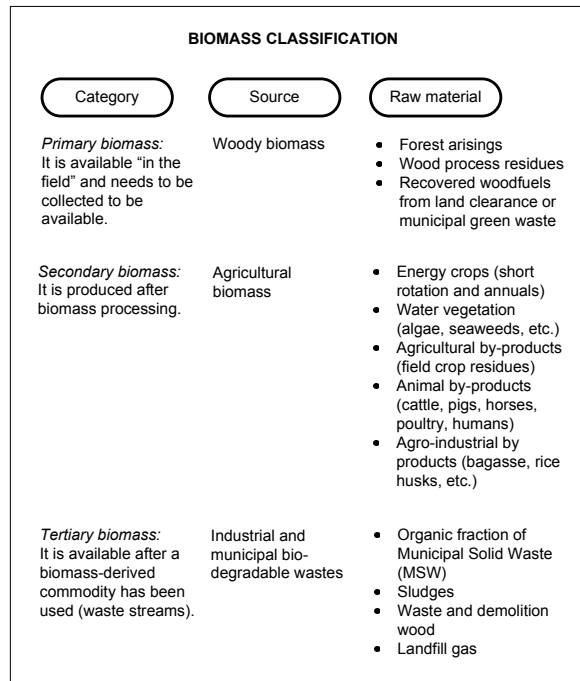 BIOMASS CLASSIFICATION
Category
Source
Raw material
Primary biomass:
It is available “in the
field” and needs to be
collected to be
available.
Woody biomass
• Forest arisings
• Wood process residues
• Recovered woodfuels
from land clearance or
municipal green waste
Secondary biomass:
It is produced after
biomass processing.
Agricultural
biomass
• Energy crops (short
rotation and annuals)
• Water vegetation
(algae, seaweeds, etc.)
• Agricultural by-products
(field crop residues)
• Animal by-products
(cattle, pigs, horses,
poultry, humans)
• Agro-industrial by
products (bagasse, rice
husks, etc.)
Tertiary biomass:
It is available after a
biomass-derived
commodity has been
used (waste streams).
Industrial and
municipal bio-
degradable wastes
• Organic fraction of
Municipal Solid Waste
(MSW)
• Sludges
• Waste and demolition
wood
• Landfill gas